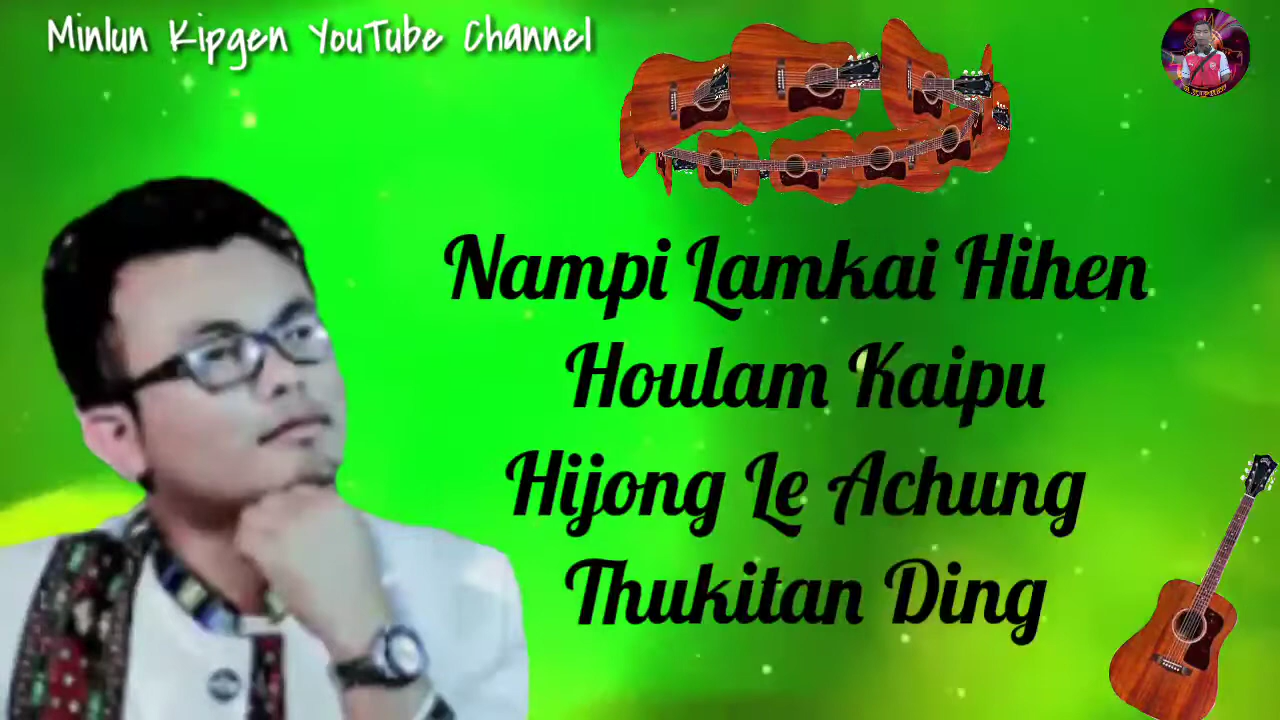 Minlun Kipgen YouTube Channel
Nampi Lamkai Hihen
Houlam Kaipu
Hijong Le Achung
Thukitan Ding